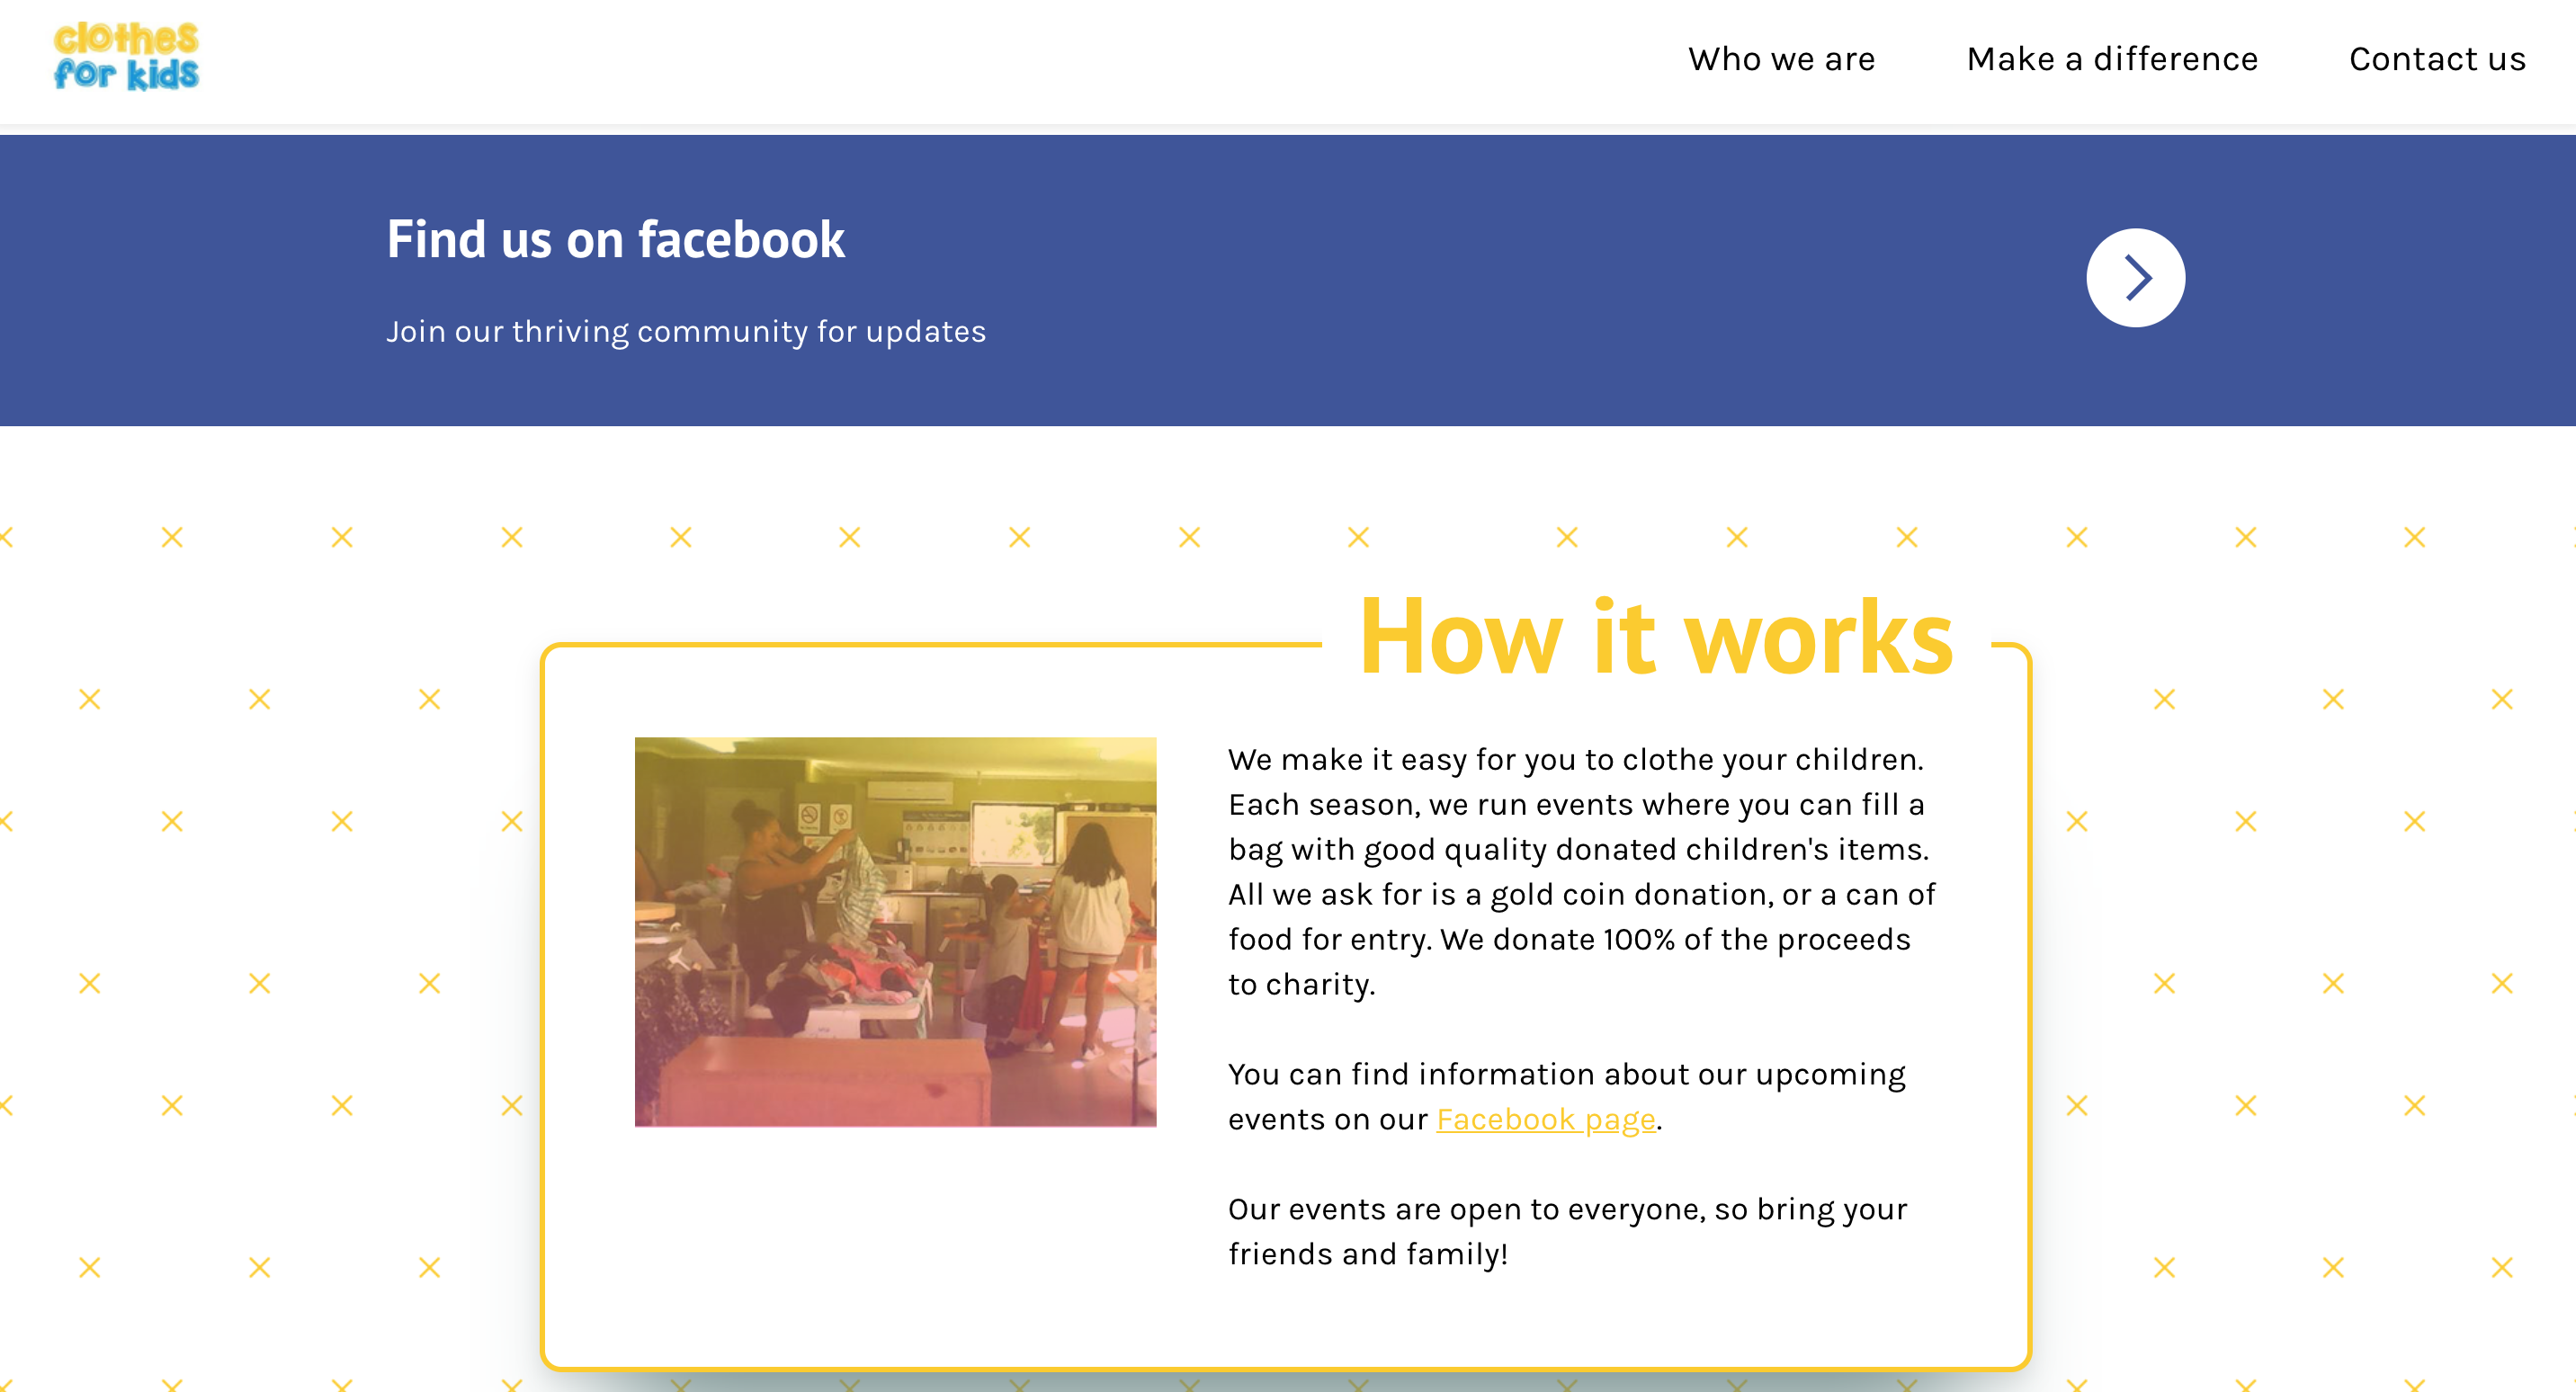 clothes
for kids
Who we are
Make a difference
Contact us
Find us on facebook
Join our thriving community for updates
How it works
We make it easy for you to clothe your children.
Each season, we run events where you can fill a
bag with good quality donated children's items.
All we ask for is a gold coin donation, or a can of
food for entry. We donate 100% of the proceeds
to charity.
You can find information about our upcoming
events on our Facebook page.
Our events are open to everyone, so bring your
friends and family!